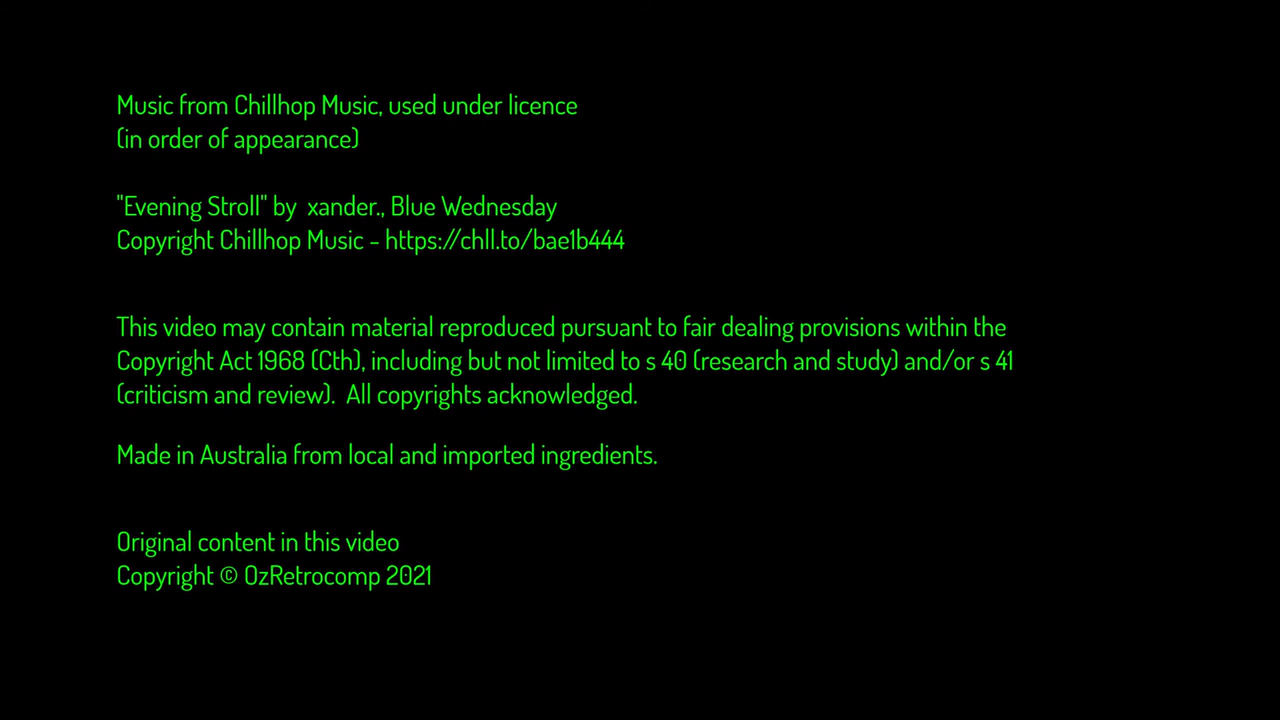 Music from Chillhop Music, used under licence
(in order of appearance)
"Evening Stroll" by  xander., Blue Wednesday
Copyright Chillhop Music - https://chll.to/bae1b444
This video may contain material reproduced pursuant to fair dealing provisions within the
Copyright Act 1968 (Cth), including but not limited to s 40 (research and study) and/or s 41
(criticism and review).  All copyrights acknowledged.
Made in Australia from local and imported ingredients.
Original content in this video
Copyright © OzRetrocomp 2021